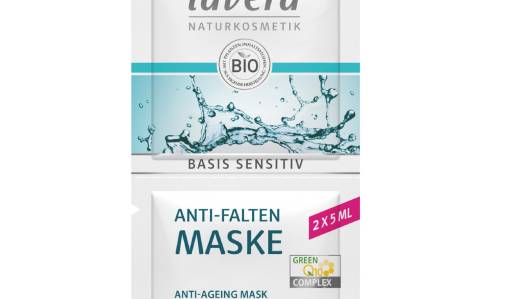 lavera
NATURKOSMETIK
BIO
BASIS SENSITIV
2 X 5 ML
ANTI-FALTEN
MASKE
GREEN
Q10
COMPLEX
ANTI-AGEING MASK